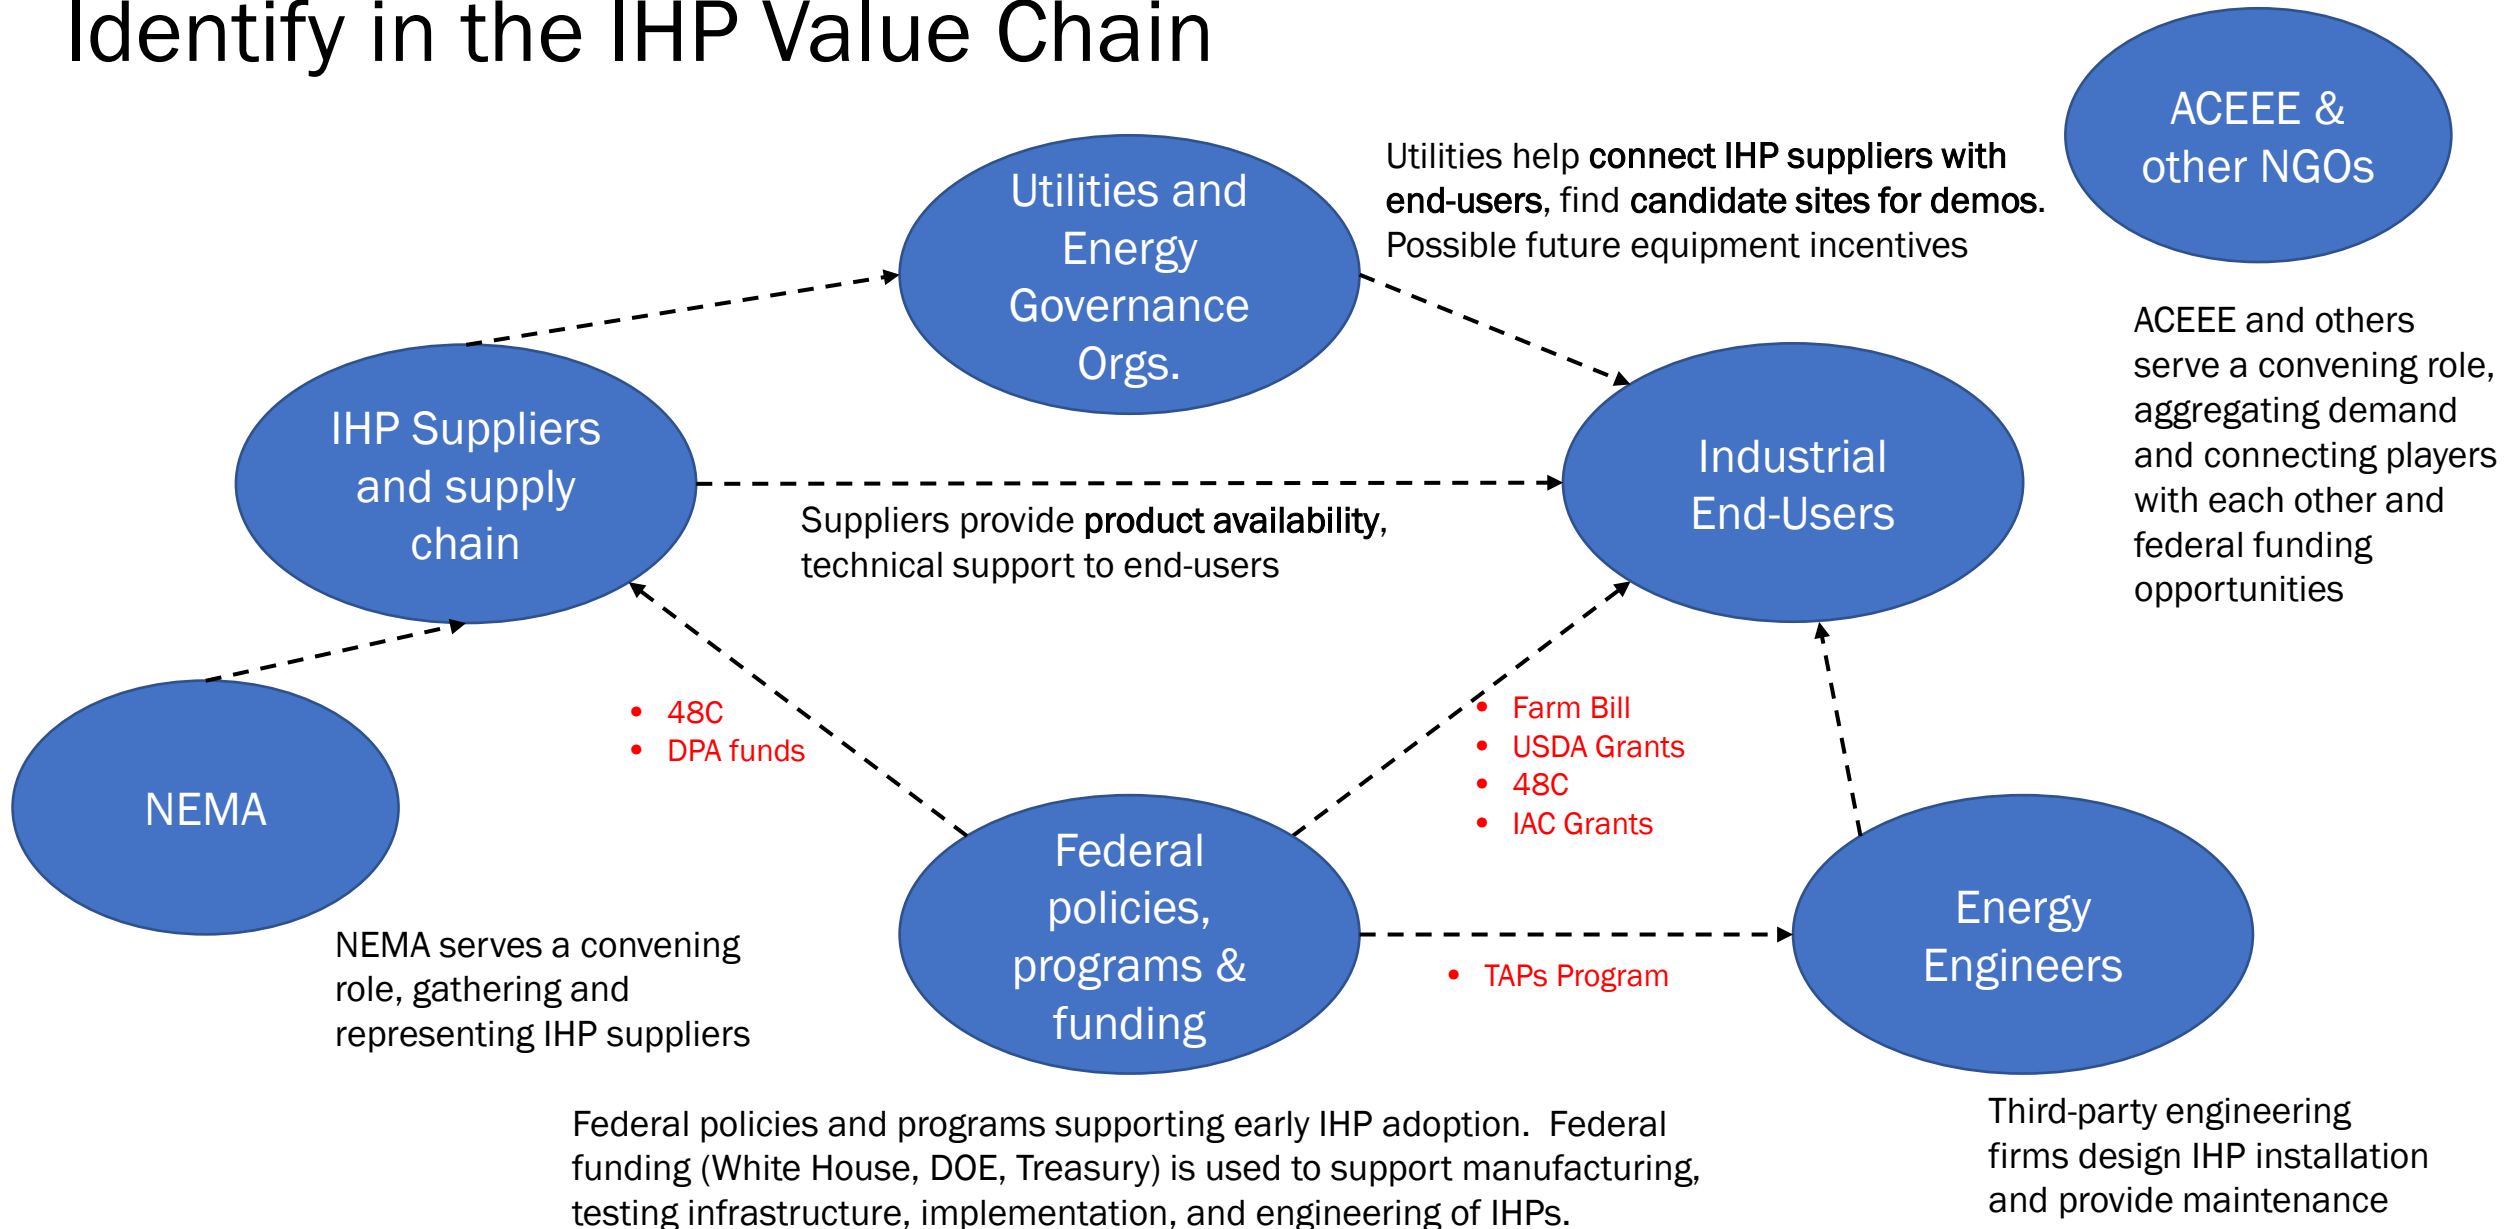 Identify in the IHP Value Chain
ACEEE &
other NGOs
Utilities and
Energy
Governance
Orgs.
Utilities help connect IHP suppliers with
end-users, find candidate sites for demos.
Possible future equipment incentives
ACEEE and others
serve a convening role,
aggregating demand
and connecting players
with each other and
federal funding
opportunities
IHP Suppliers
and supply
chain
Industrial
End-Users
Suppliers provide product availability,
technical support to end-users
• 48C
• DPA funds
• Farm Bill
• USDA Grants
• 48C
• IAC Grants
NEMA
NEMA serves a convening
role, gathering and
representing IHP suppliers
Federal
policies,
programs &
funding
• TAPs Program
Energy
Engineers
Federal policies and programs supporting early IHP adoption. Federal
funding (White House, DOE, Treasury) is used to support manufacturing,
testing infrastructure, implementation, and engineering of IHPs.
Third-party engineering
firms design IHP installation
and provide maintenance